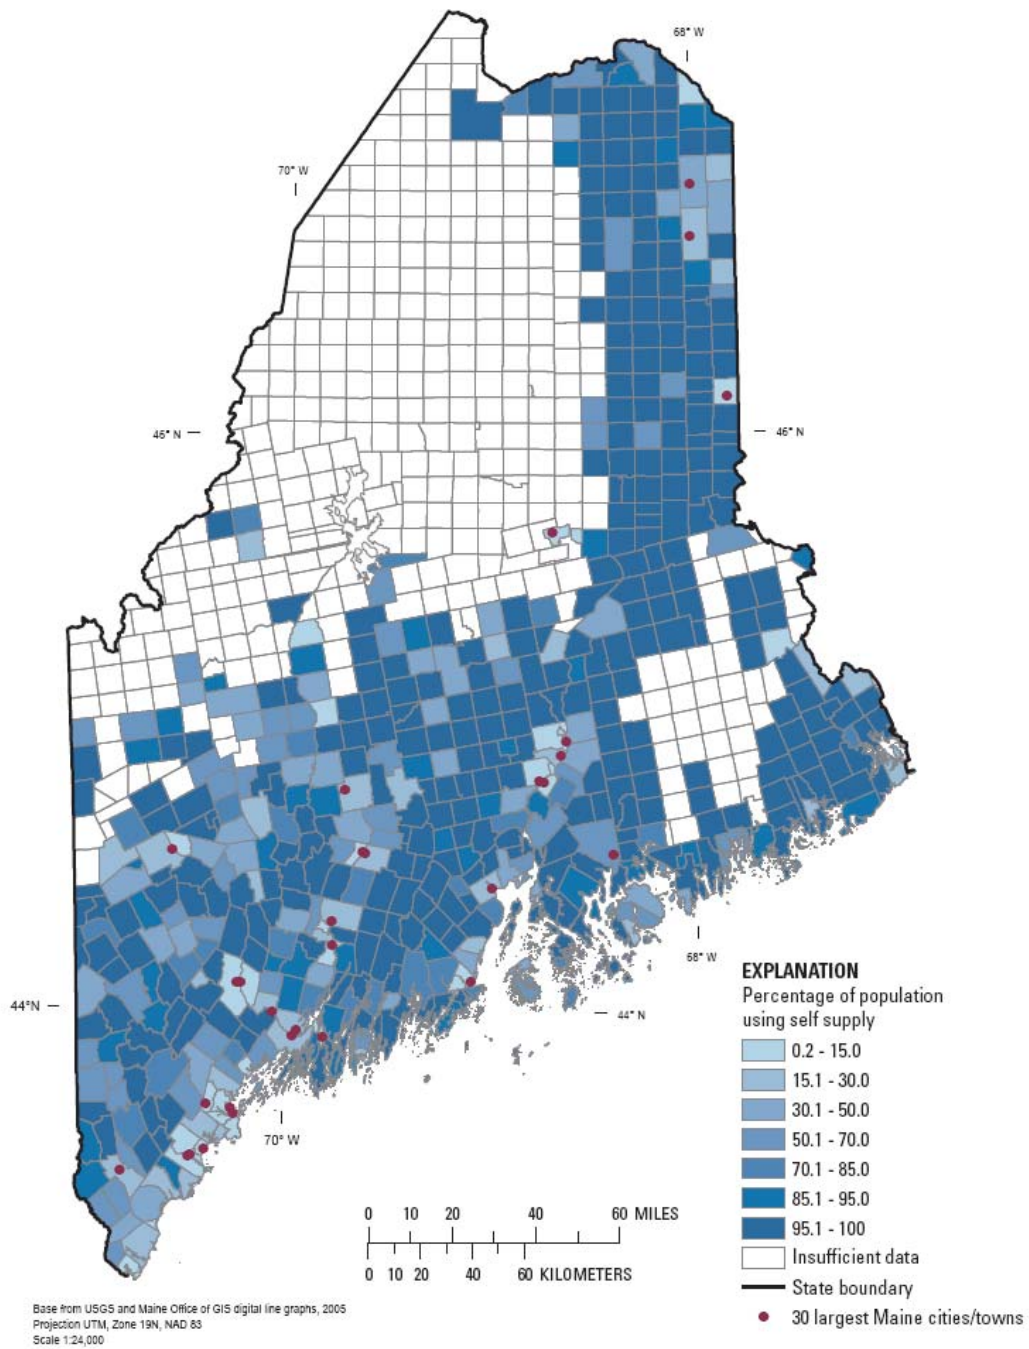 68° W
70° W
46° N
46° N
68° W
44°N
44° N
70° W
EXPLANATION
Percentage of population
using self supply
0.2 - 15.0
15.1 - 30.0
30.1 - 50.0
50.1 - 70.0
70.1 - 85.0
85.1 - 95.0
95.1 - 100
Insufficient data
State boundary
30 largest Maine cities/towns
0 10 20 40 60 MILES
0 10 20 40 60 KILOMETERS
Base from USGS and Maine Office of GIS digital line graphs, 2005
Projection UTM, Zone 19N, NAD 83
Scale 1:24,000